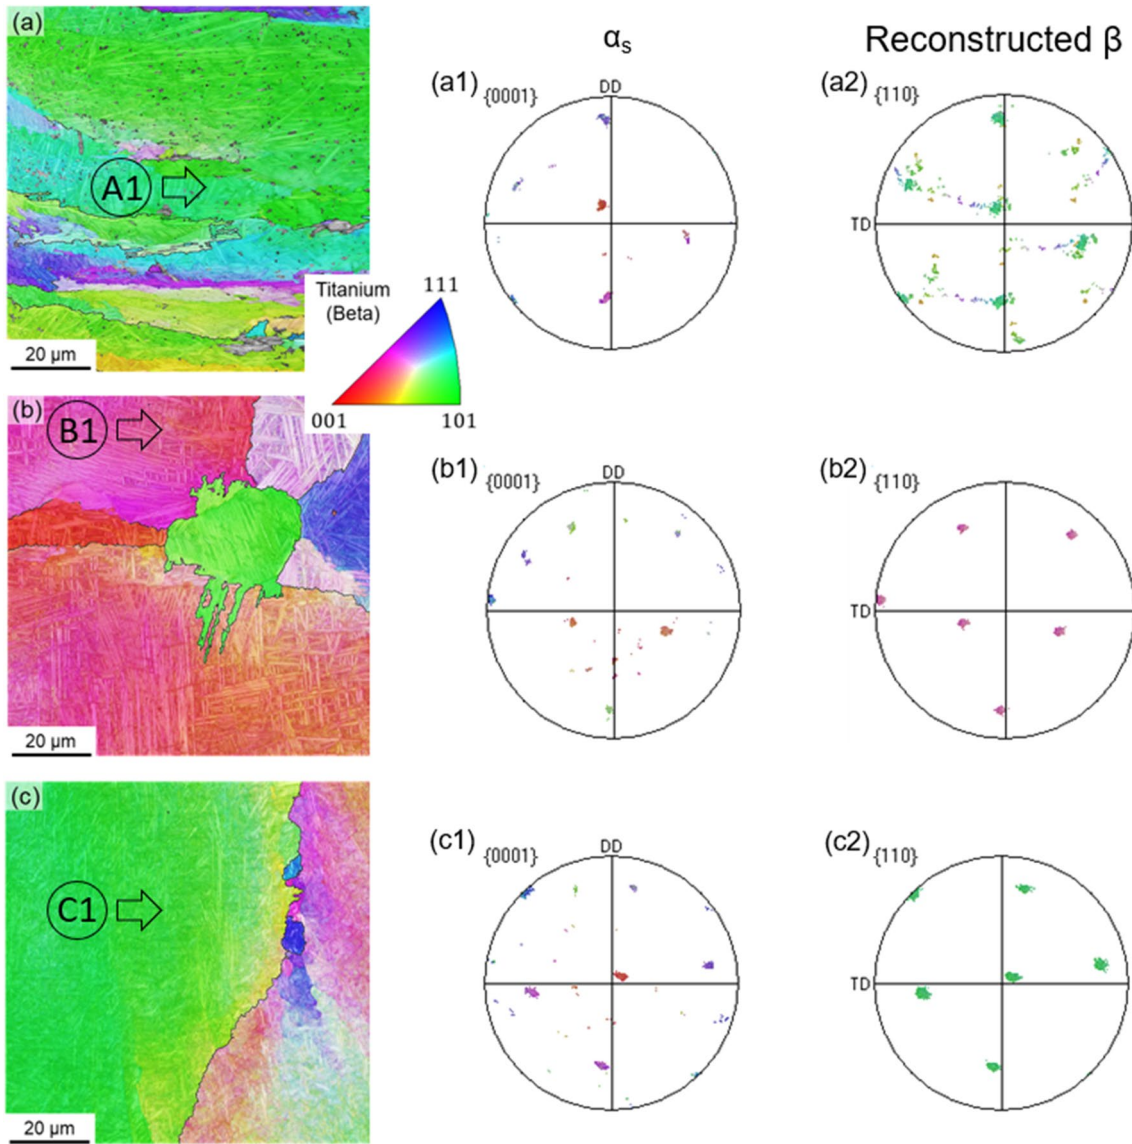 αs
Reconstructed β
(a)
A1
20 µm
(a1)
{0001}
DD
(a2)
{110}
TD
Titanium
(Beta)
111
001
101
(b)
B1
20 µm
(b1)
{0001}
DD
(b2)
{110}
TD
(c)
C1
20 µm
(c1)
{0001}
DD
(c2)
{110}
TD